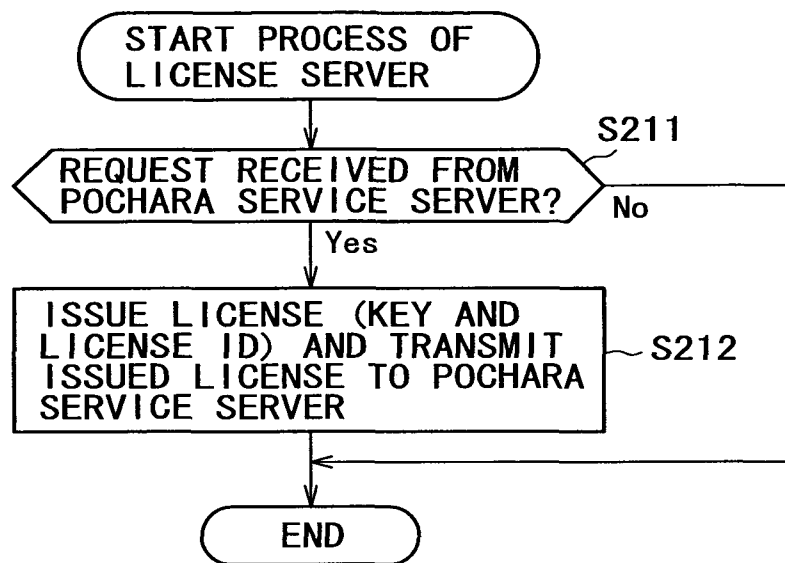 START PROCESS OF
LICENSE SERVER
S211
REQUEST RECEIVED FROM
POCHARA SERVICE SERVER?
No
Yes
ISSUE LICENSE (KEY AND
LICENSE ID) AND TRANSMIT
ISSUED LICENSE TO POCHARA
SERVICE SERVER
S212
END